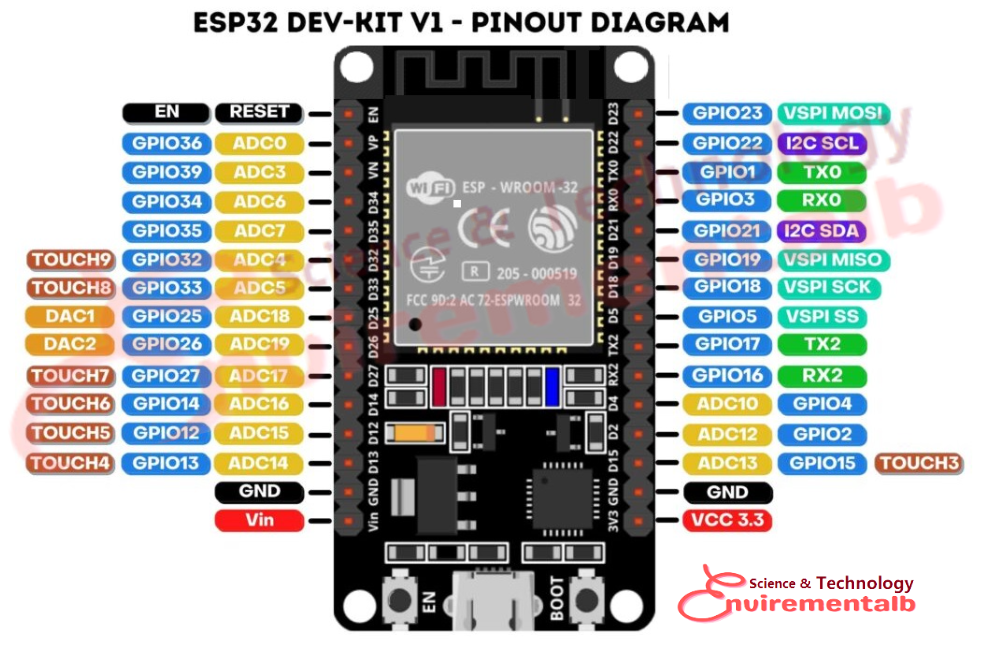 ESP32 DEV-KIT V1 - PINOUT DIAGRAM
EN RESET EN D23 GPIO23 VSPI MOSI
GPIO36 ADC0 VP D22 GPIO22 I2C SCL
GPIO39 ADC3 VN TX0 GPIO1 TX0
GPIO34 ADC6 D34 RX0 GPIO3 RX0
GPIO35 ADC7 D35 D21 GPIO21 I2C SDA
TOUCH9 GPIO32 ADC4 D32 D19 GPIO19 VSPI MISO
TOUCH8 GPIO33 ADC5 D33 D18 GPIO18 VSPI SCK
DAC1 GPIO25 ADC18 D25 D5 GPIO5 VSPI SS
DAC2 GPIO26 ADC19 D26 TX2 GPIO17 TX2
TOUCH7 GPIO27 ADC17 D27 RX2 GPIO16 RX2
TOUCH6 GPIO14 ADC16 D14 D4 ADC10 GPIO4
TOUCH5 GPIO12 ADC15 D12 D2 ADC12 GPIO2
TOUCH4 GPIO13 ADC14 D13 D15 ADC13 GPIO15 TOUCH3
GND GND GND GND
Vin Vin 3V3 VCC 3.3
WiFi ESP - WROOM-32
CE
R 205 - 000519
FCC 9D:2 AC 72-ESPWROOM 32
EN BOOT
Science & Technology
Envirementalb
Science & Technology
Envirementalb